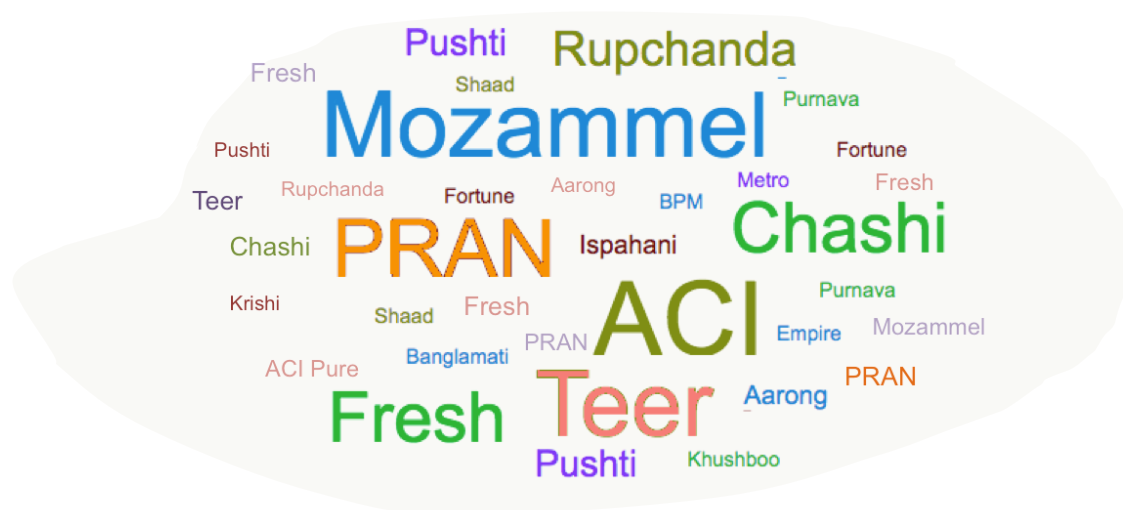 Pushti
Rupchanda
Fresh
Shaad
Purnava
Mozammel
Pushti
Fortune
Metro
Fresh
Rupchanda
Aarong
Teer
Fortune
BPM
Chashi
PRAN
Ispahani
Chashi
Purnava
Krishi
Shaad
Fresh
ACI
Mozammel
Empire
PRAN
Banglamati
ACI Pure
PRAN
Aarong
Fresh
Teer
Pushti
Khushboo